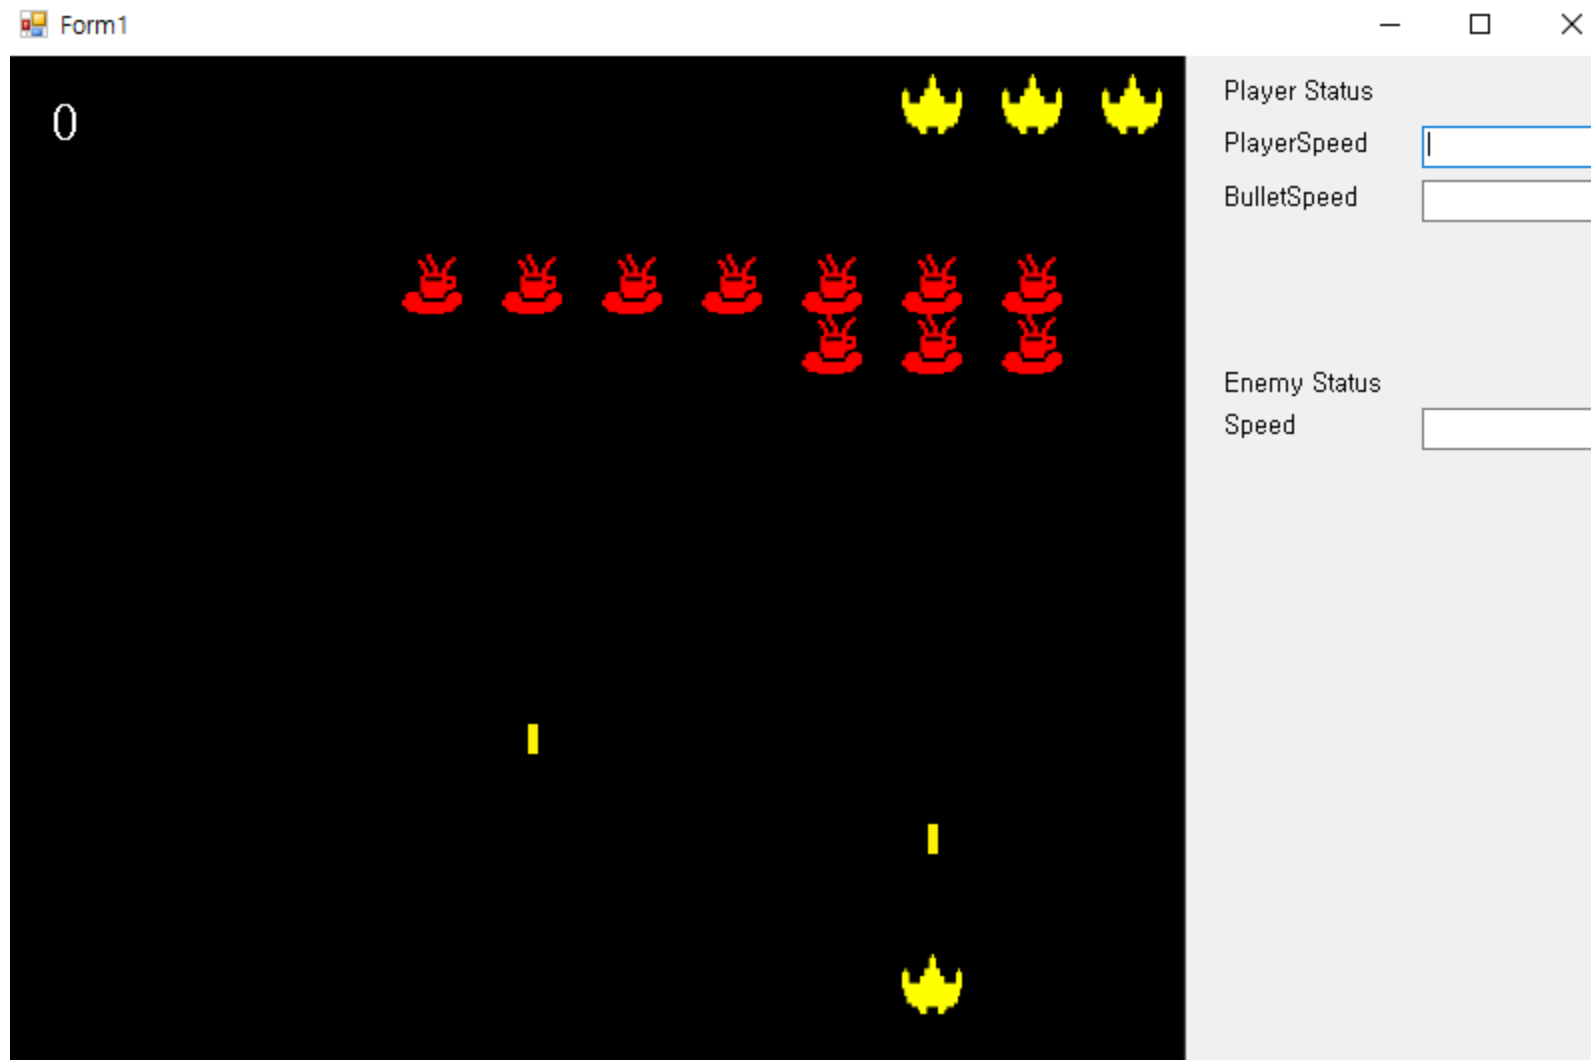 Form1
0
Player Status
PlayerSpeed
BulletSpeed
Enemy Status
Speed